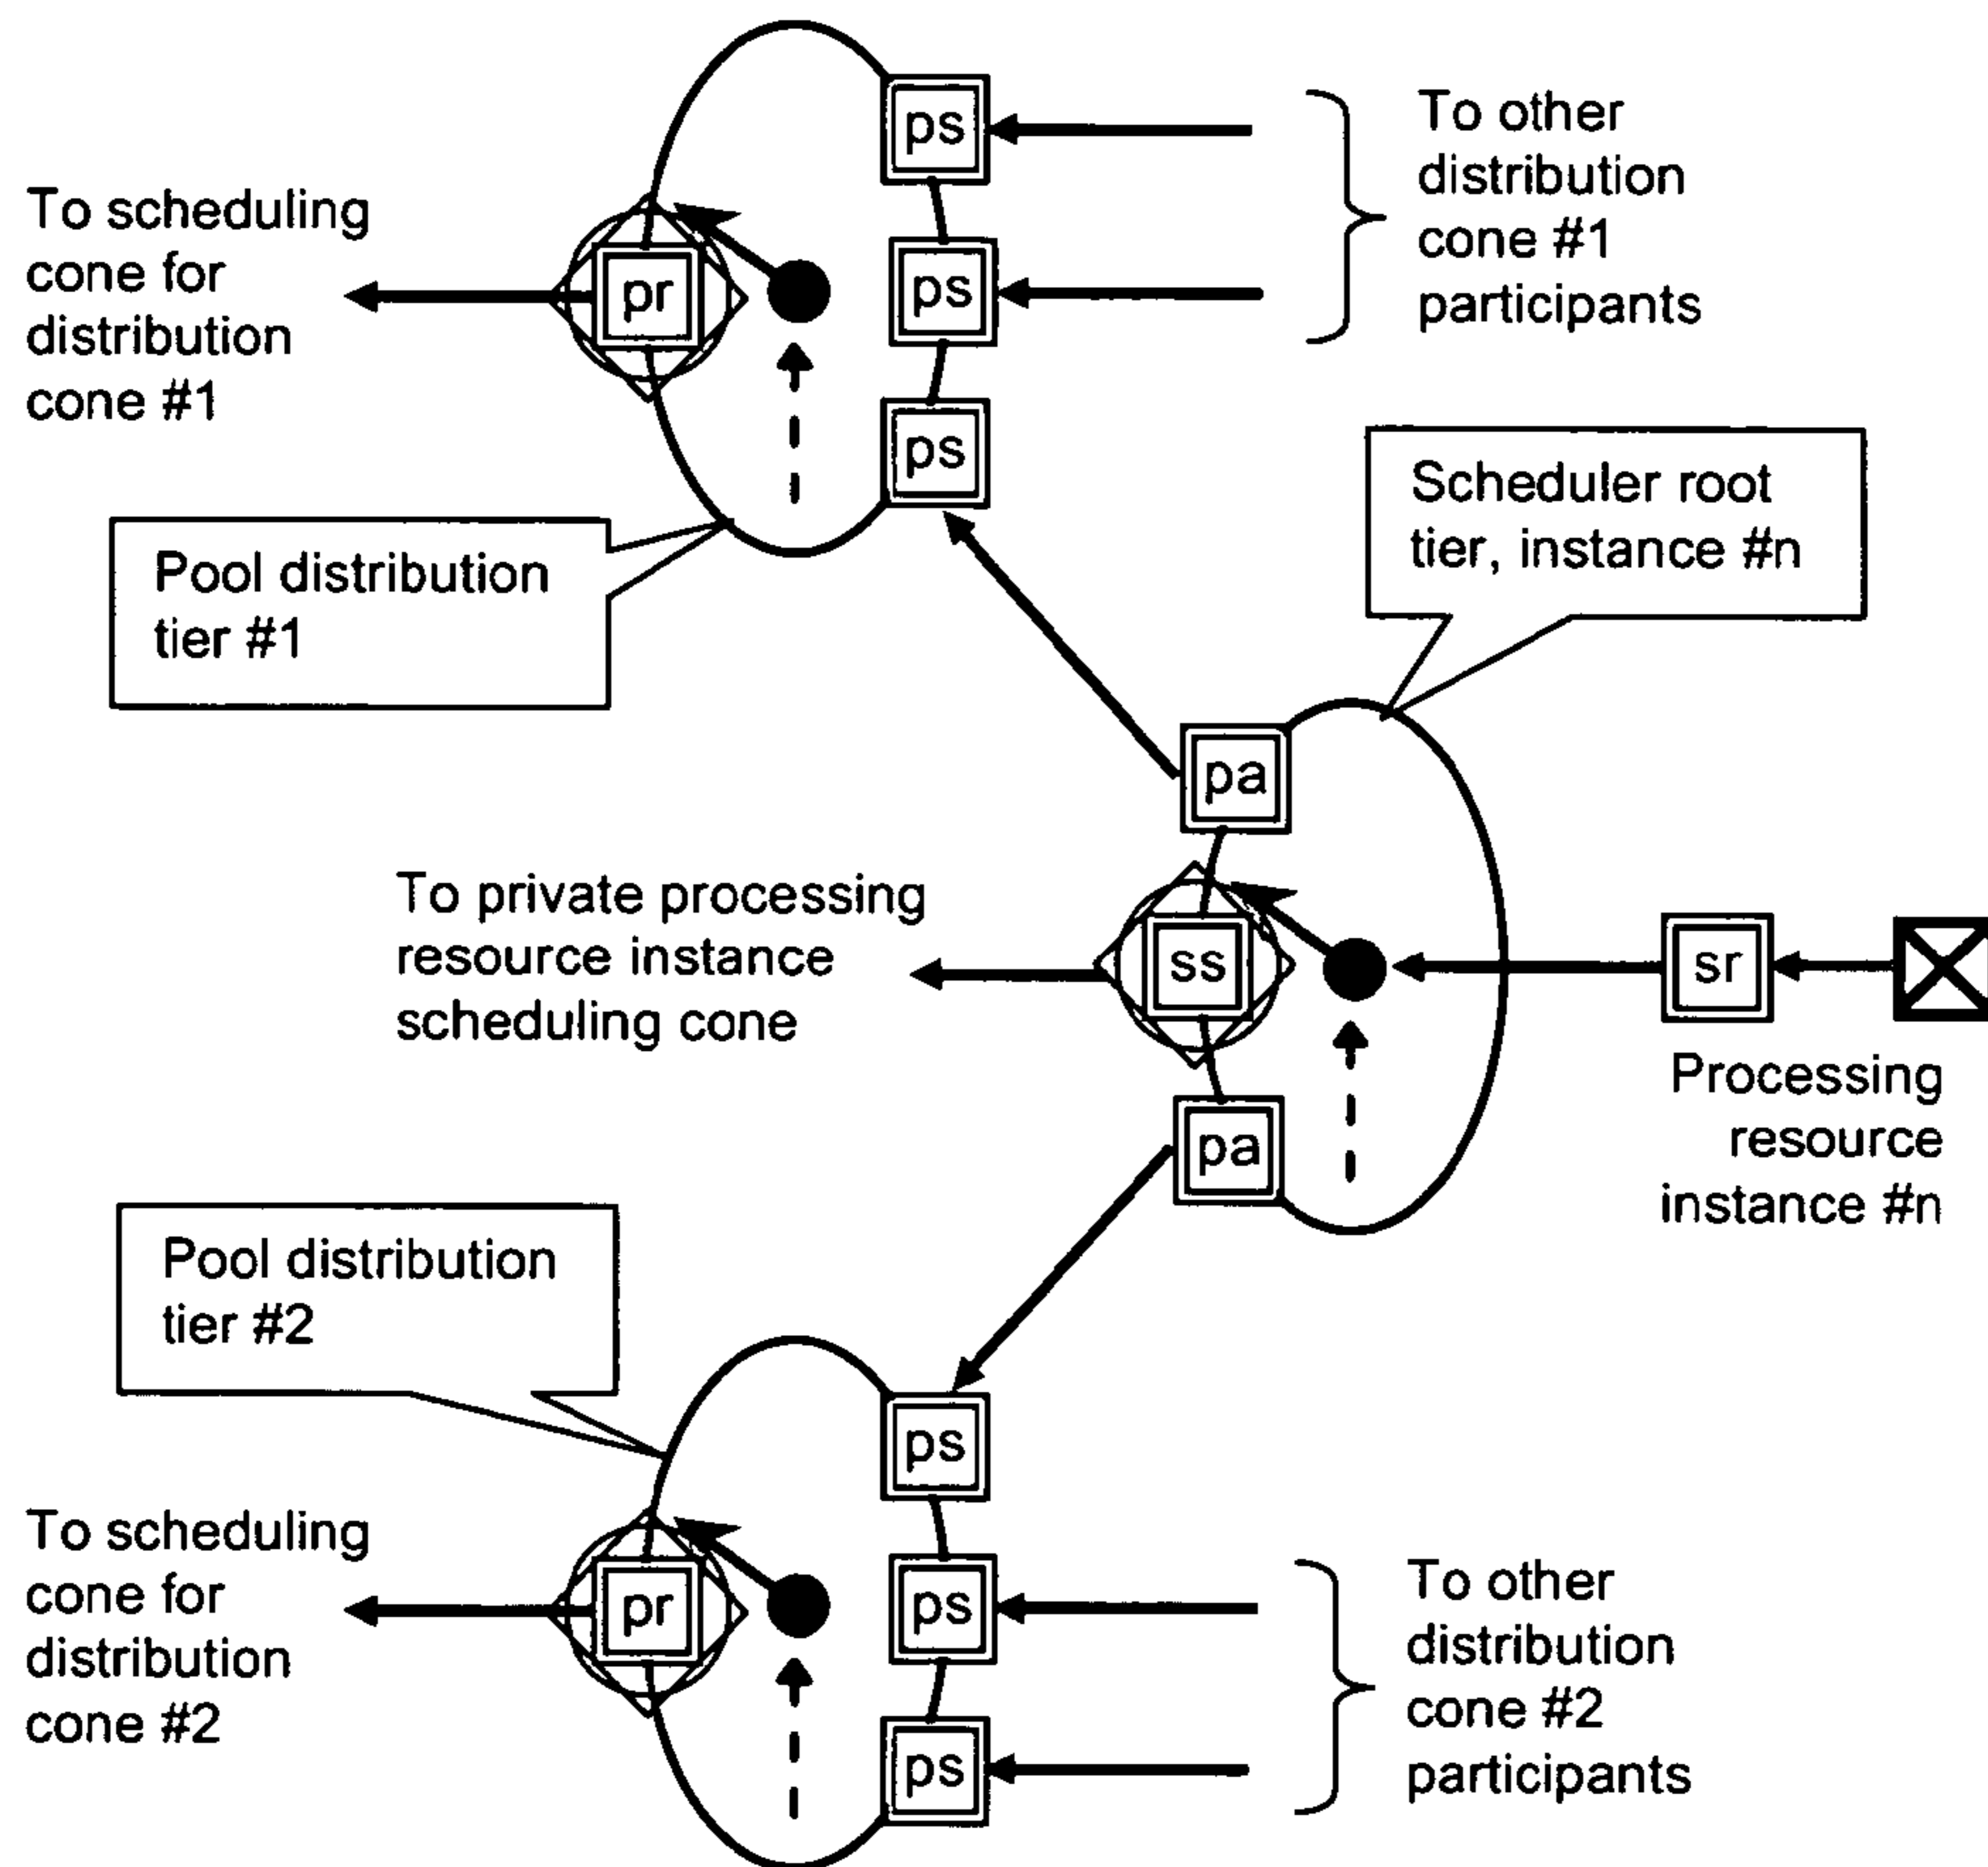 ps
To other
distribution
cone #1
participants
To scheduling
cone for
distribution
cone #1
pr
ps
ps
Scheduler root
tier, instance #n
Pool distribution
tier #1
pa
To private processing
resource instance
scheduling cone
ss
sr
Processing
resource
instance #n
pa
Pool distribution
tier #2
ps
To scheduling
cone for
distribution
cone #2
pr
ps
To other
distribution
cone #2
participants
ps